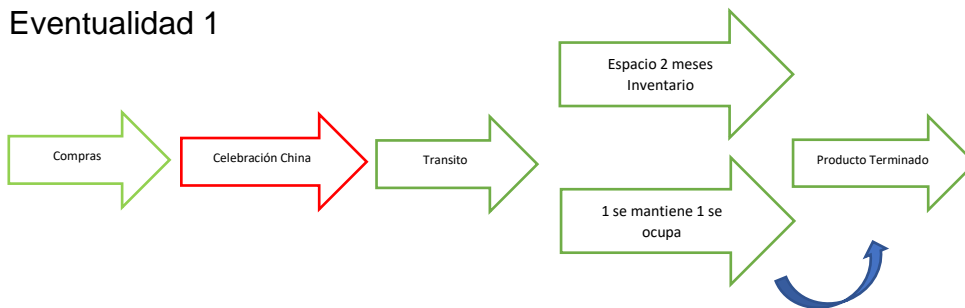 Eventualidad 1
Espacio 2 meses
Inventario
Compras
Celebración China
Transito
Producto Terminado
1 se mantiene 1 se
ocupa